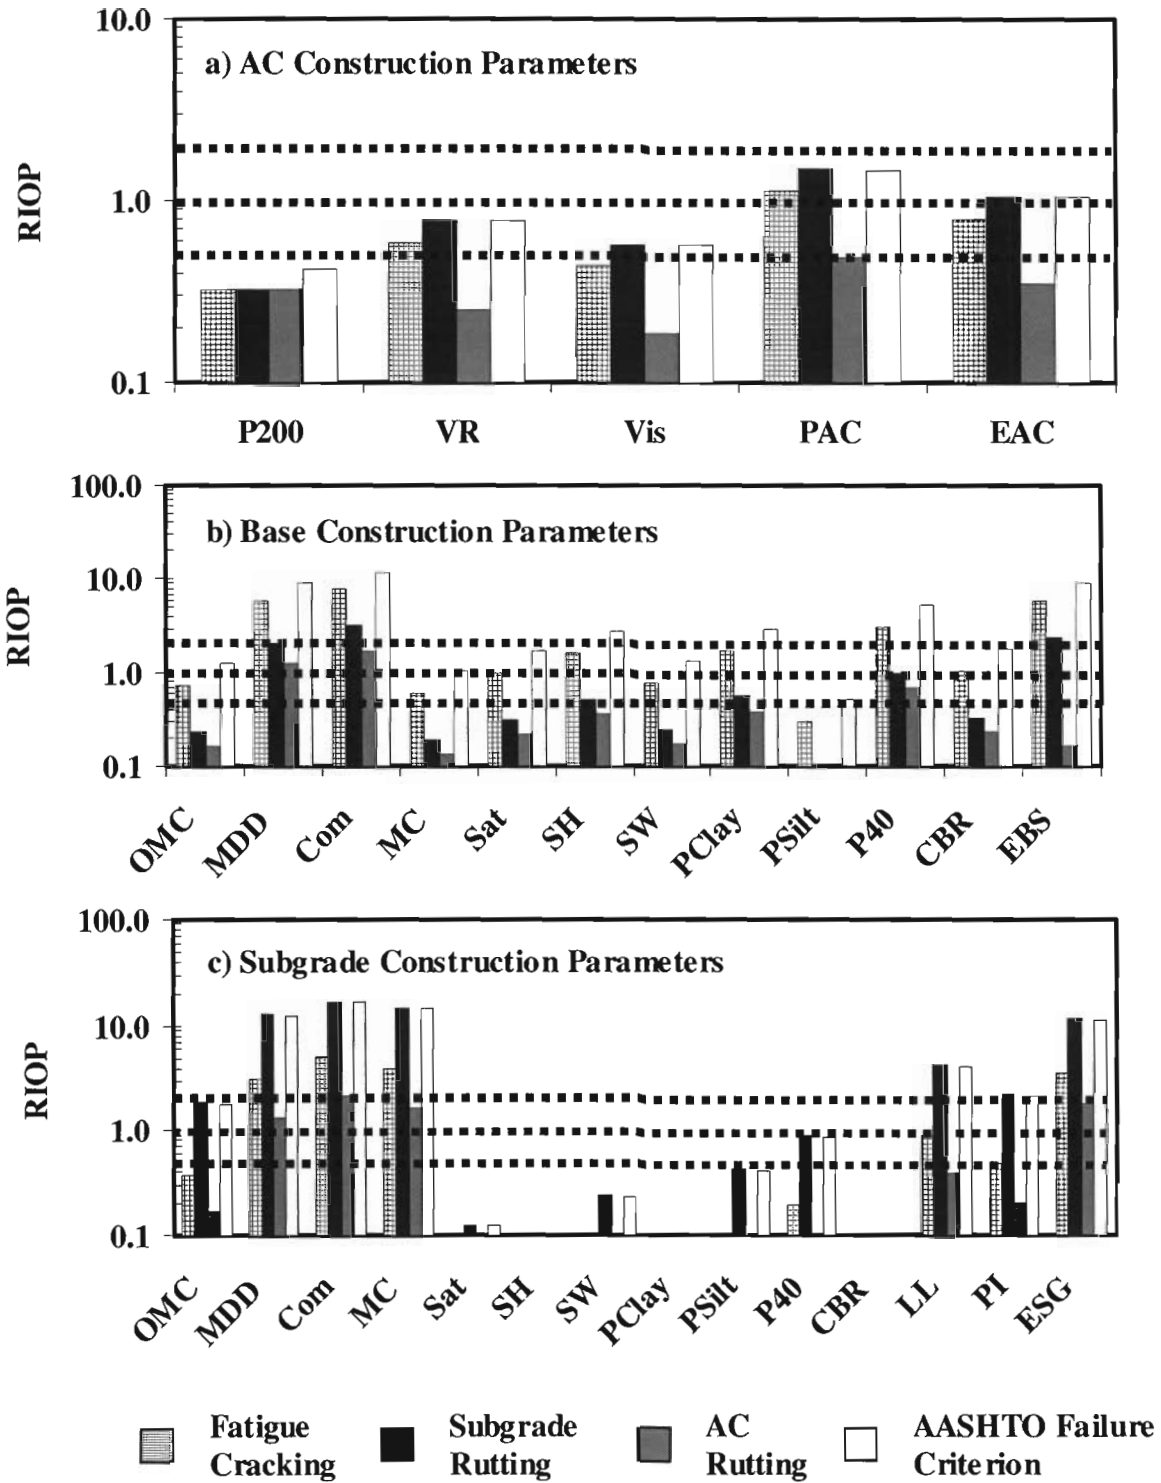 10.0
a) AC Construction Parameters
RIOP
1.0
0.1
P200 VR Vis PAC EAC
100.0
b) Base Construction Parameters
10.0
RIOP
1.0
0.1
OMC MDD Com MC Sat SH SW PClay PSilt P40 CBR EBS
100.0
c) Subgrade Construction Parameters
10.0
RIOP
1.0
0.1
OMC MDD Com MC Sat SH SW PClay PSilt P40 CBR LL PI ESG
Fatigue Subgrade AC AASHTO Failure
Cracking Rutting Rutting Criterion